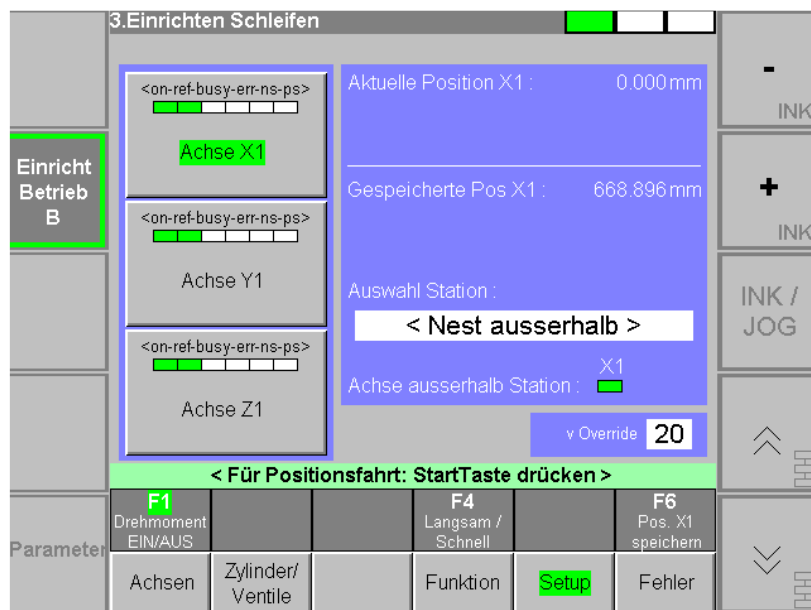 3.Einrichten Schleifen
<on-ref-busy-err-ns-ps>
Achse X1
<on-ref-busy-err-ns-ps>
Achse Y1
<on-ref-busy-err-ns-ps>
Achse Z1
Aktuelle Position X1 : 0.000 mm
Gespeicherte Pos X1 : 668.896 mm
Auswahl Station :
< Nest ausserhalb >
X1
Achse ausserhalb Station :
v Override 20
Einricht
Betrieb
B
Parameter
-
INK
+
INK
INK /
JOG
< Für Positionsfahrt: StartTaste drücken >
F1
Drehmoment
EIN/AUS
F4
Langsam /
Schnell
F6
Pos. X1
speichern
Achsen
Zylinder/
Ventile
Funktion
Setup
Fehler